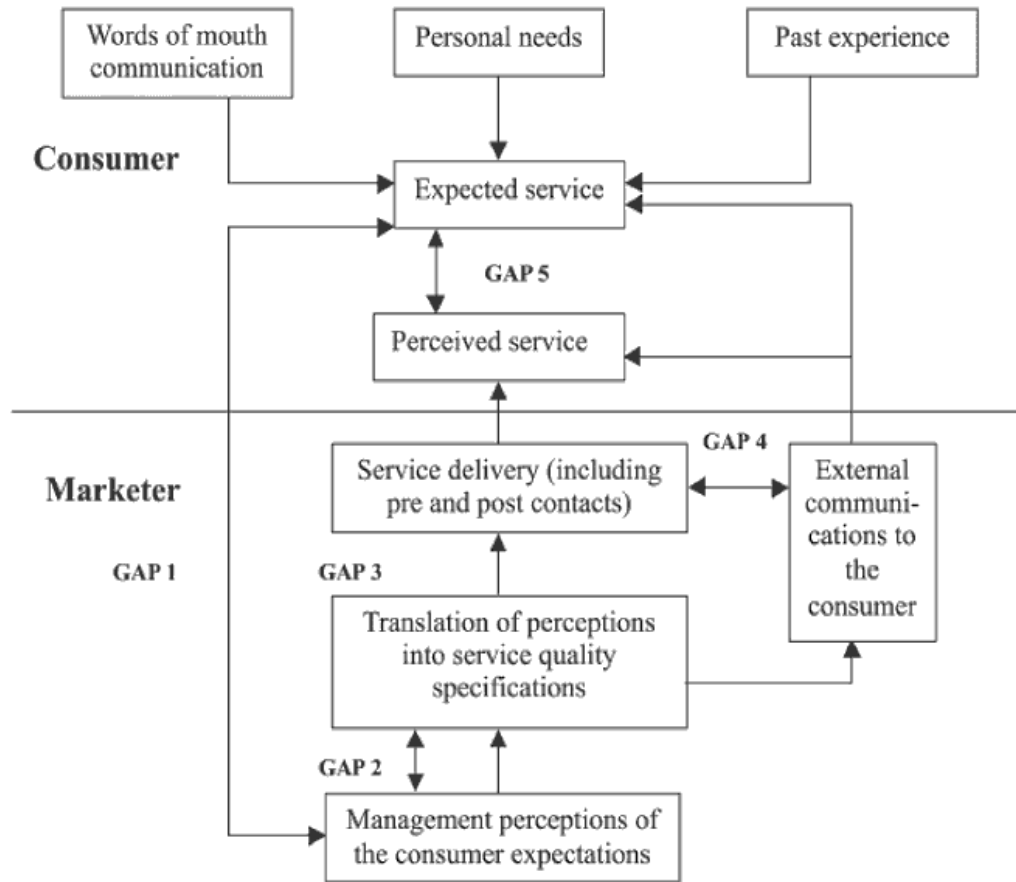 Words of mouth
communication
Personal needs
Past experience
Consumer
Expected service
GAP 5
Perceived service
GAP 4
Marketer
Service delivery (including
pre and post contacts)
External
communi-
cations to
the
consumer
GAP 1
GAP 3
Translation of perceptions
into service quality
specifications
GAP 2
Management perceptions of
the consumer expectations